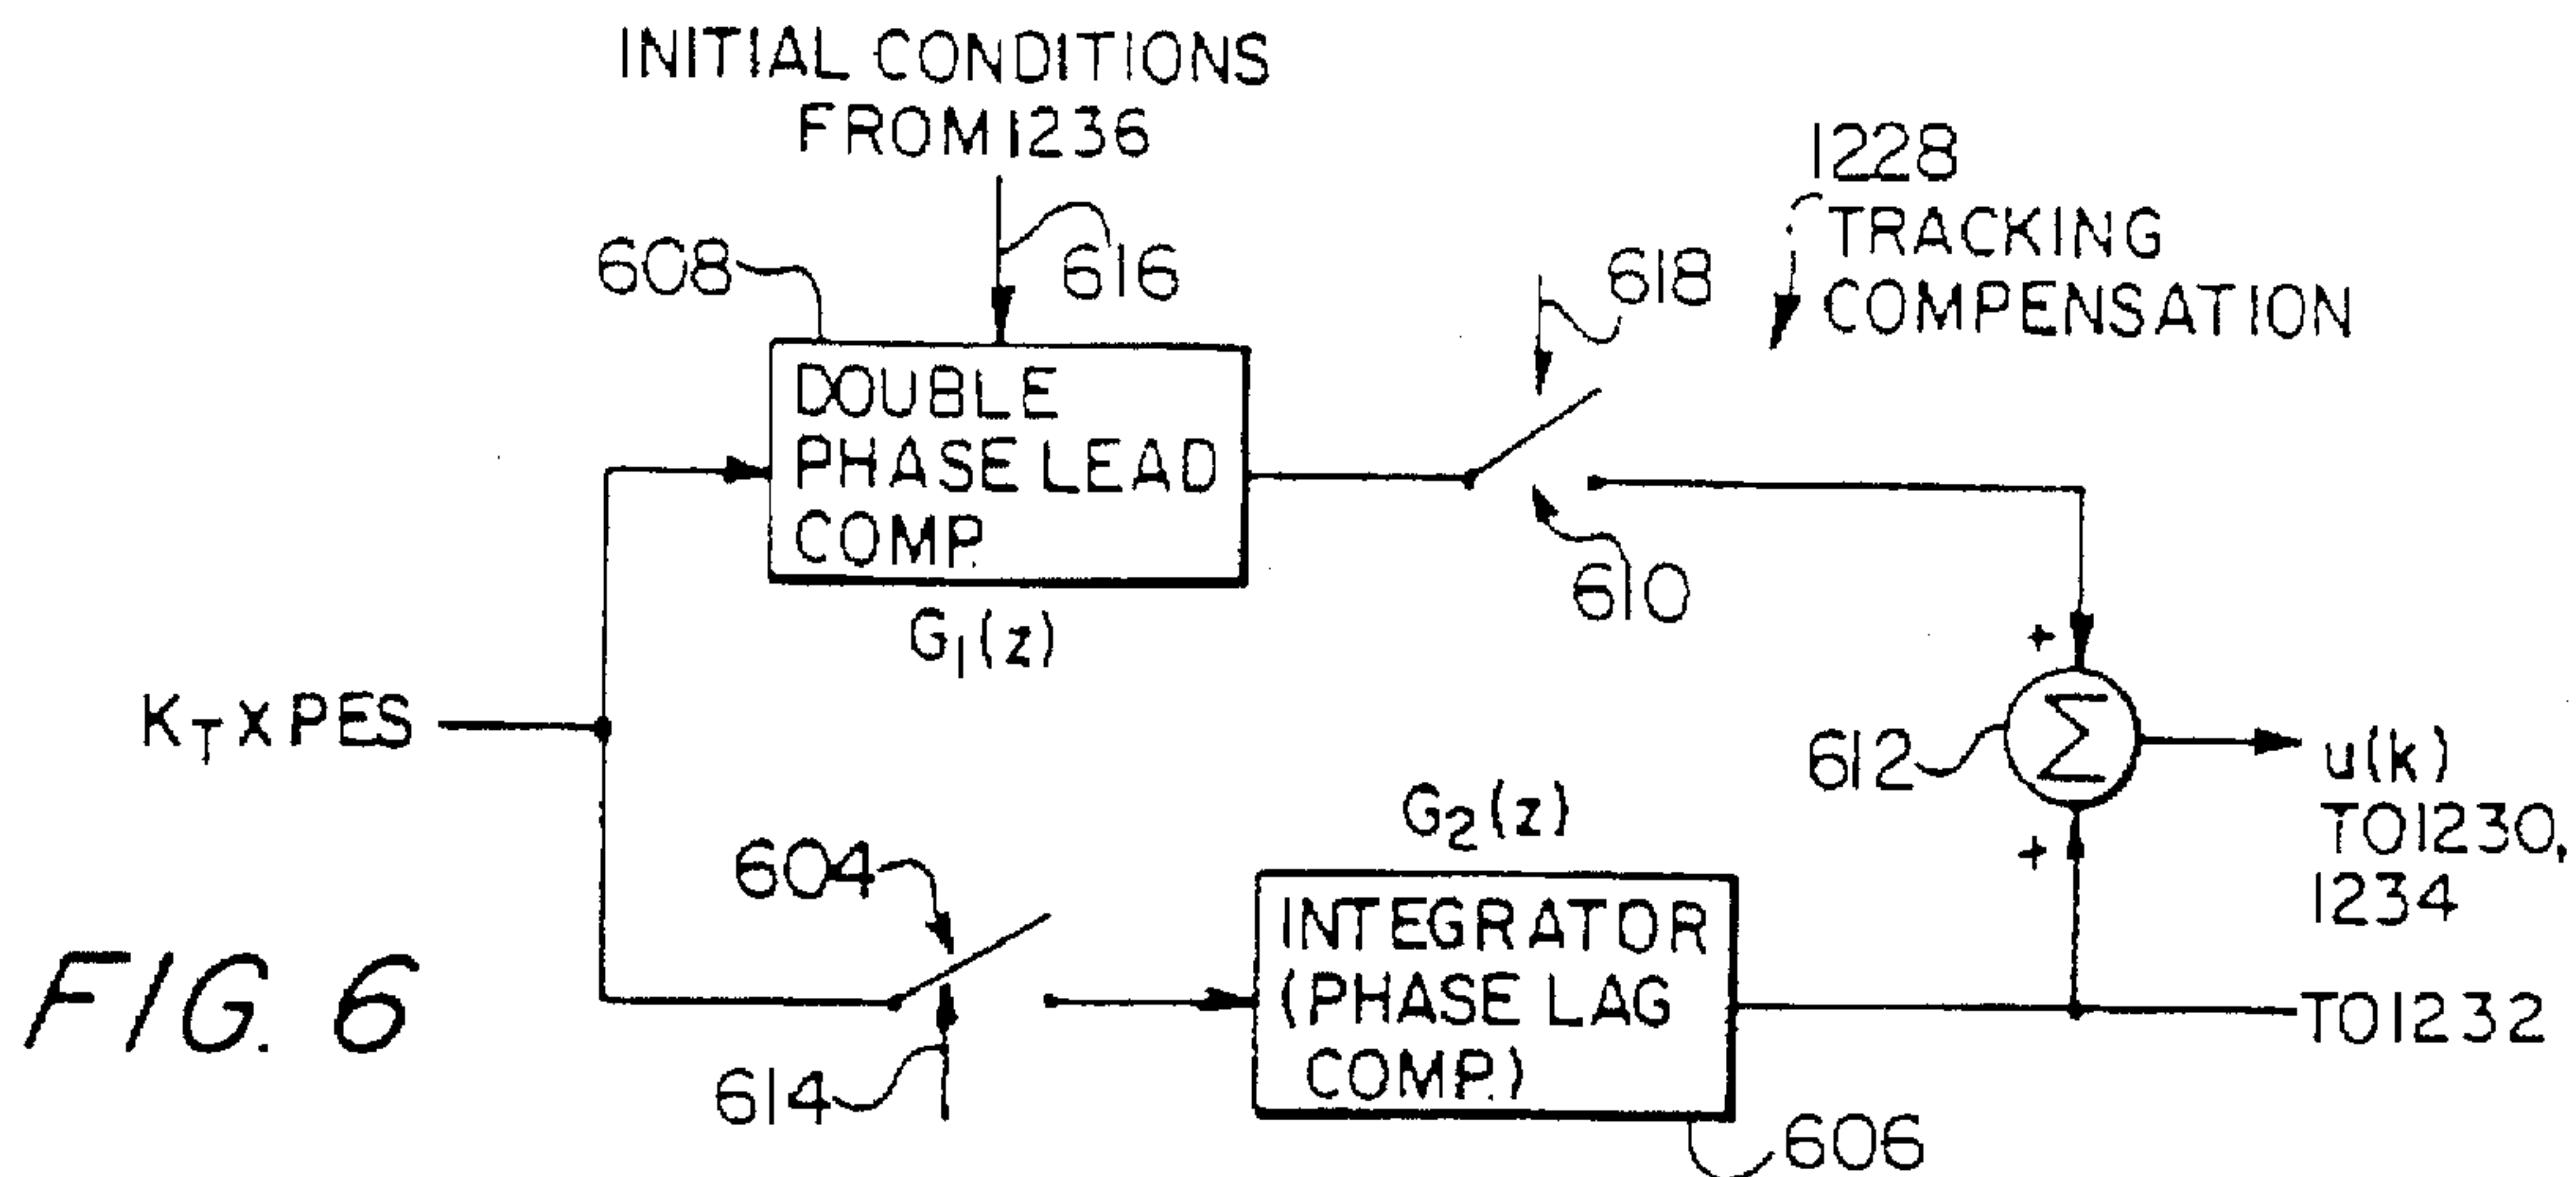 INITIAL CONDITIONS
FROM 1236
1228
TRACKING
COMPENSATION
608
616
618
DOUBLE
PHASE LEAD
COMP.
610
G₁(z)
K_T X PES
612
Σ
+
+
u(k)
TO 1230,
1234
G₂(z)
604
INTEGRATOR
(PHASE LAG
COMP.)
TO 1232
614
606
FIG. 6